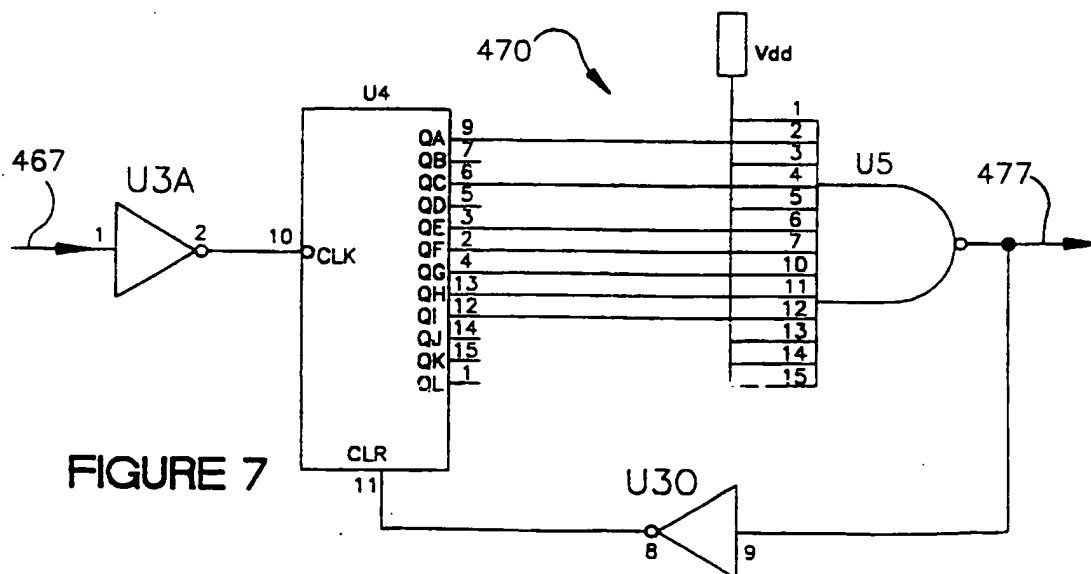 470
Vdd
467
U3A
1
2
10
U4
CLK
QA 9
QB 7
QC 6
QD 5
QE 3
QF 2
QG 4
QH 13
QI 12
QJ 14
QK 15
QL 1
CLR
11
1
2
3
4
5
6
7
10
11
12
13
14
15
U5
477
FIGURE 7
U30
8
9